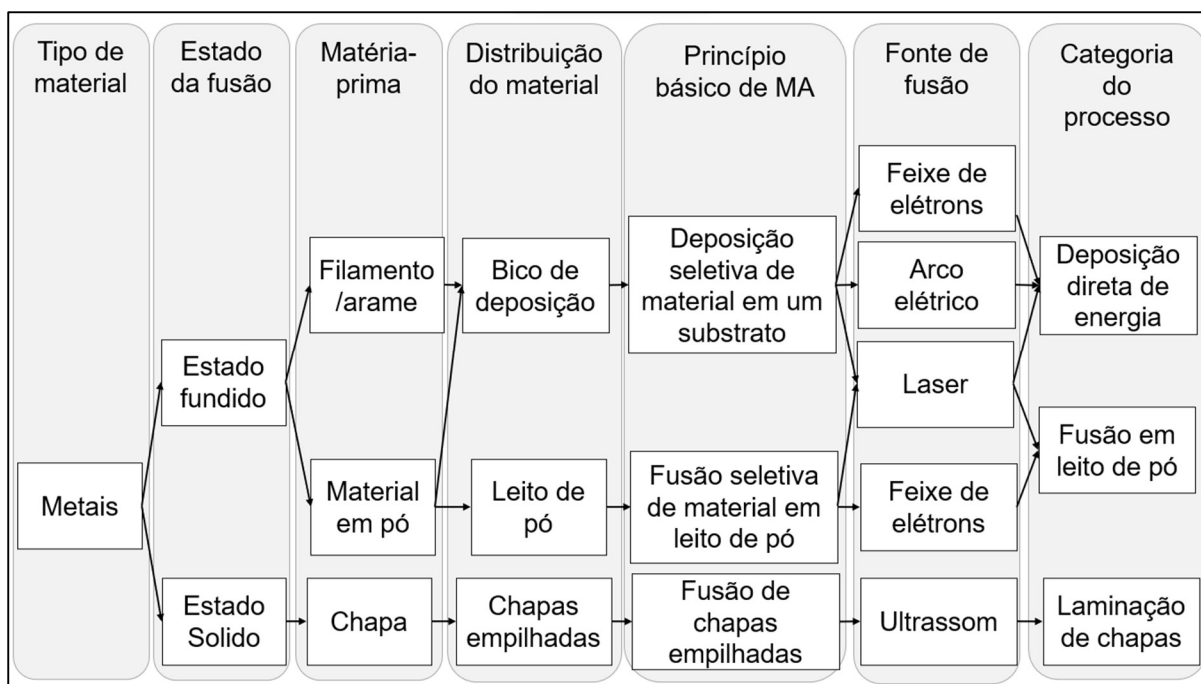 Tipo de
material
Estado
da fusão
Matéria-
prima
Distribuição
do material
Princípio
básico de MA
Fonte de
fusão
Categoria
do
processo
Metais
Estado
fundido
Estado
Solido
Filamento
/arame
Material
em pó
Chapa
Bico de
deposição
Leito de
pó
Chapas
empilhadas
Deposição
seletiva de
material em um
substrato
Fusão seletiva
de material em
leito de pó
Fusão de
chapas
empilhadas
Feixe de
elétrons
Arco
elétrico
Laser
Feixe de
elétrons
Ultrassom
Deposição
direta de
energia
Fusão em
leito de pó
Laminação
de chapas